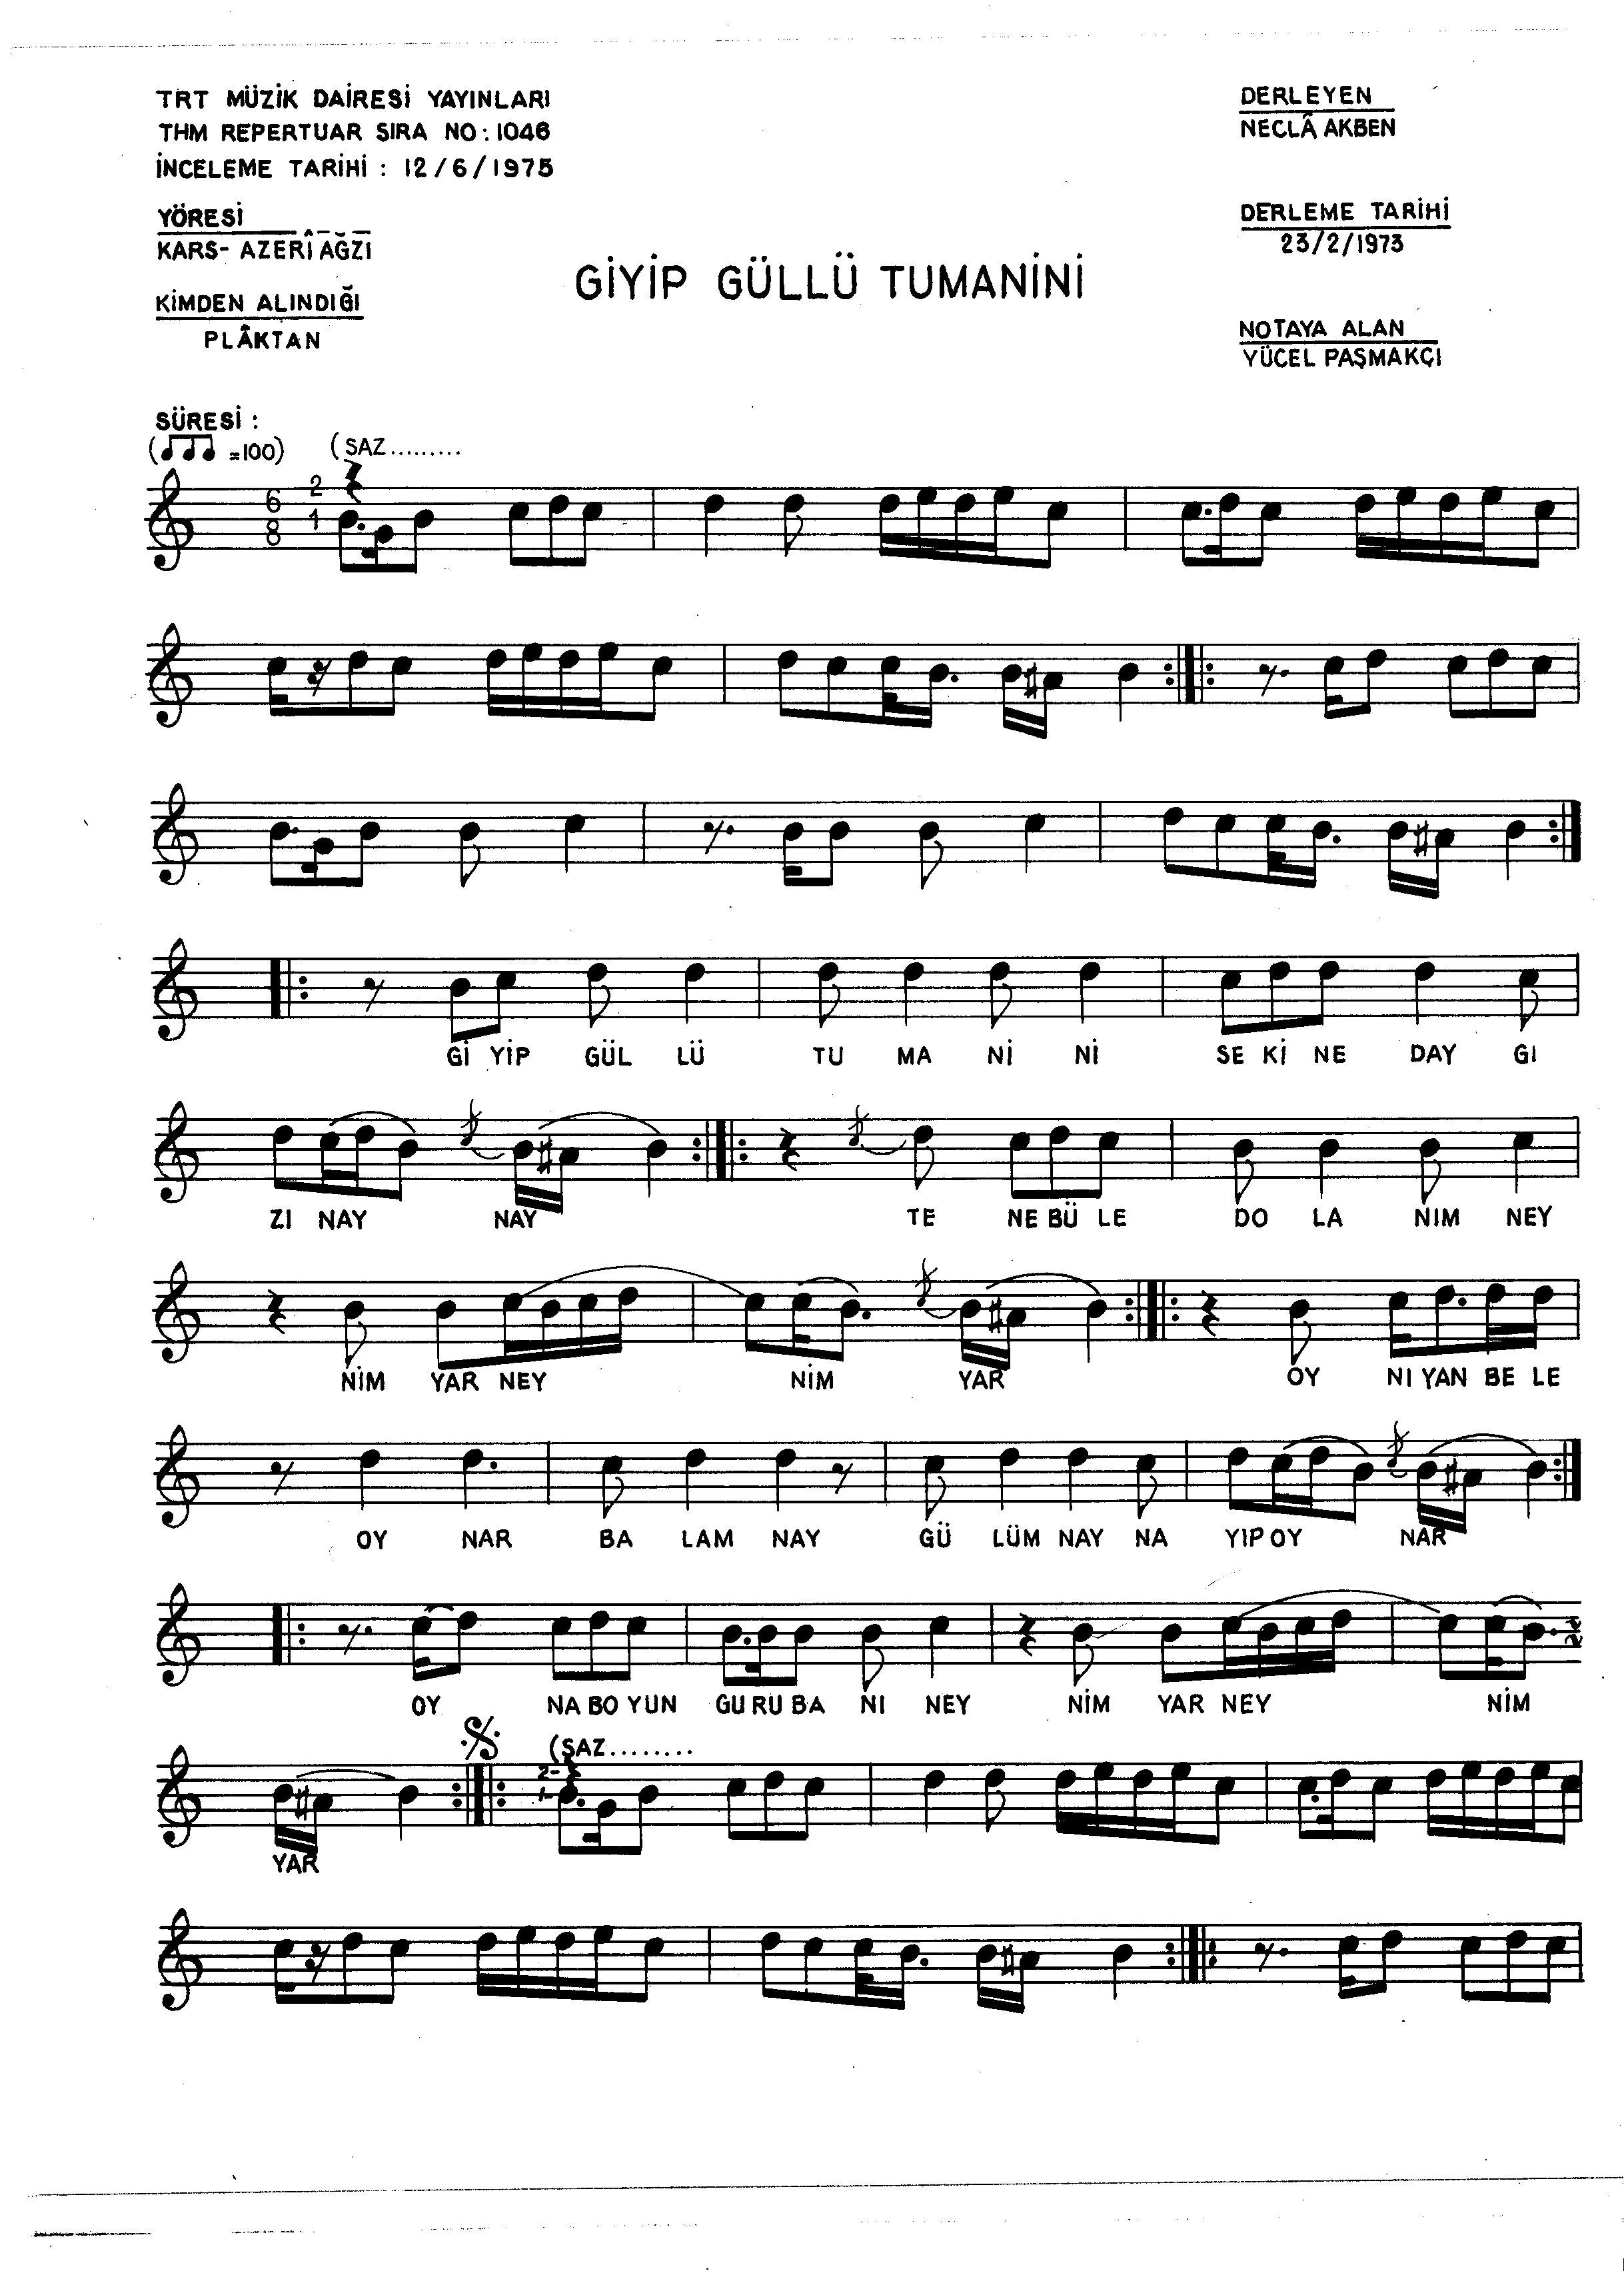 TRT MÜZİK DAİRESİ YAYINLARI
THM REPERTUAR SIRA NO: 1046
İNCELEME TARİHİ : 12/6/1975
DERLEYEN
NECLÂ AKBEN
YÖRESİ
KARS- AZERÎ AĞZI
DERLEME TARİHİ
23/2/1973
GİYİP GÜLLÜ TUMANİNİ
KİMDEN ALINDIĞI
PLÂKTAN
NOTAYA ALAN
YÜCEL PAŞMAKÇI
SÜRESİ :
( =100) (SAZ.........
6 8 2 1
Gİ YİP GÜL LÜ TU MA Nİ Nİ SE Kİ NE DAY GI
ZI NAY NAY TE NE BÜ LE DO LA NIM NEY
NİM YAR NEY NİM YAR OY NI YAN BE LE
OY NAR BA LAM NAY GÜ LÜM NAY NA YIP OY NAR
OY NA BO YUN GU RU BA NI NEY NİM YAR NEY NİM
(SAZ........
2- 1-
YAR